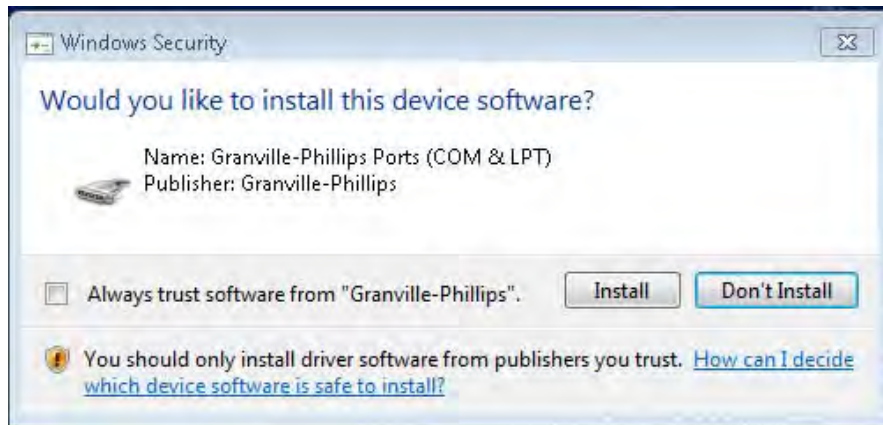 Windows Security
Would you like to install this device software?
Name: Granville-Phillips Ports (COM & LPT)
Publisher: Granville-Phillips
Always trust software from "Granville-Phillips".
Install
Don't Install
You should only install driver software from publishers you trust. How can I decide
which device software is safe to install?